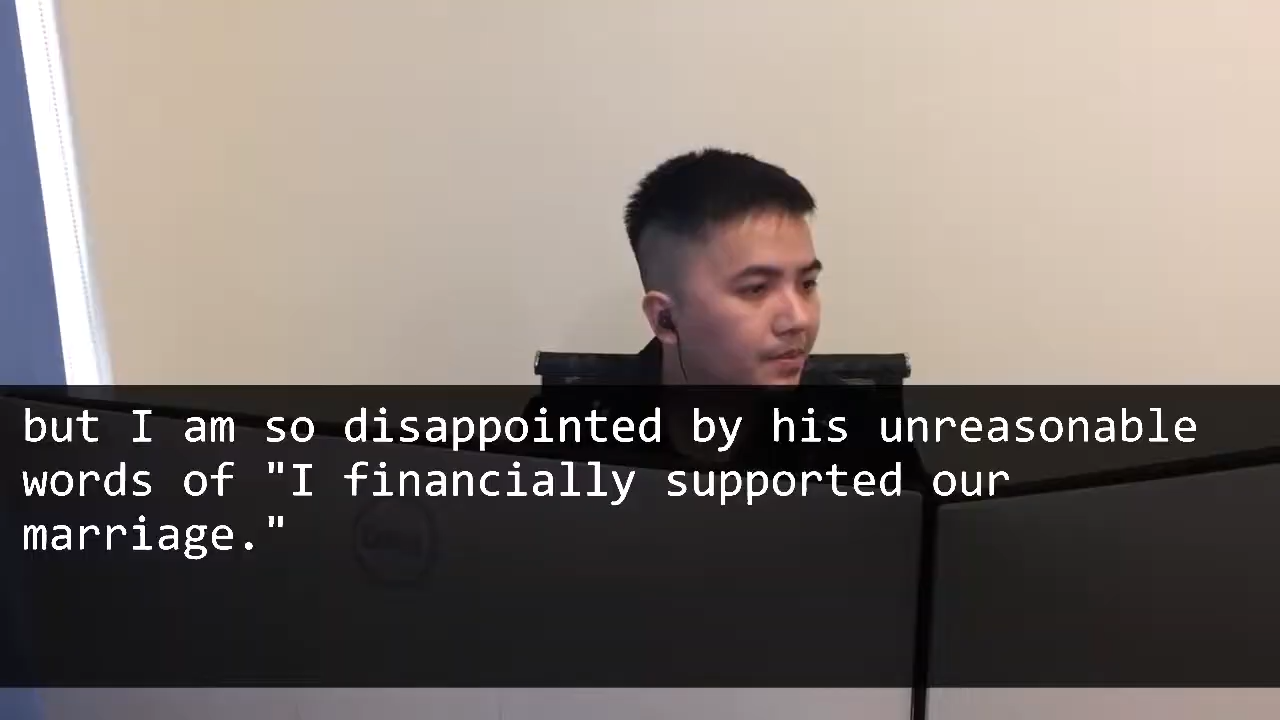 but I am so disappointed by his unreasonable
words of "I financially supported our
marriage."